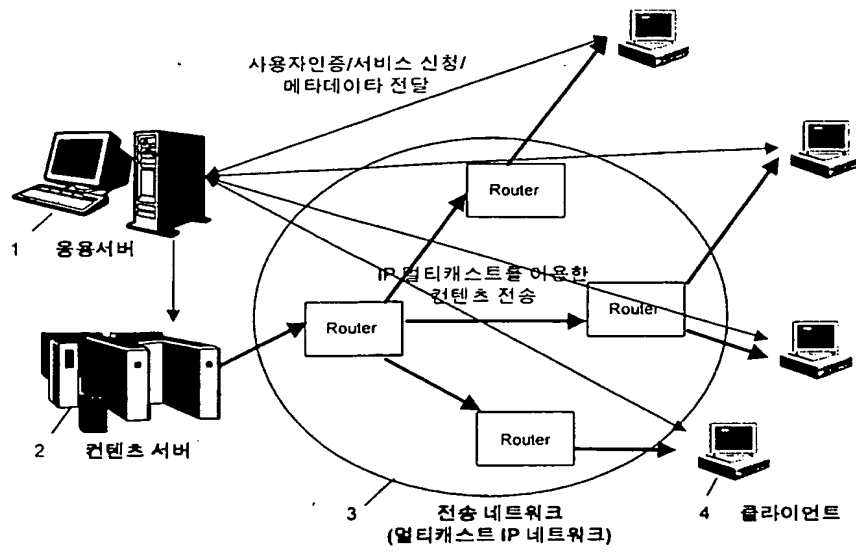 사용자인증/서비스 신청/
메타데이타 전달
Router
1 응용서버
IP 멀티캐스트를 이용한
컨텐츠 전송
Router
Router
Router
2 컨텐츠 서버
3 전송 네트워크
(멀티캐스트 IP 네트워크)
4 클라이언트